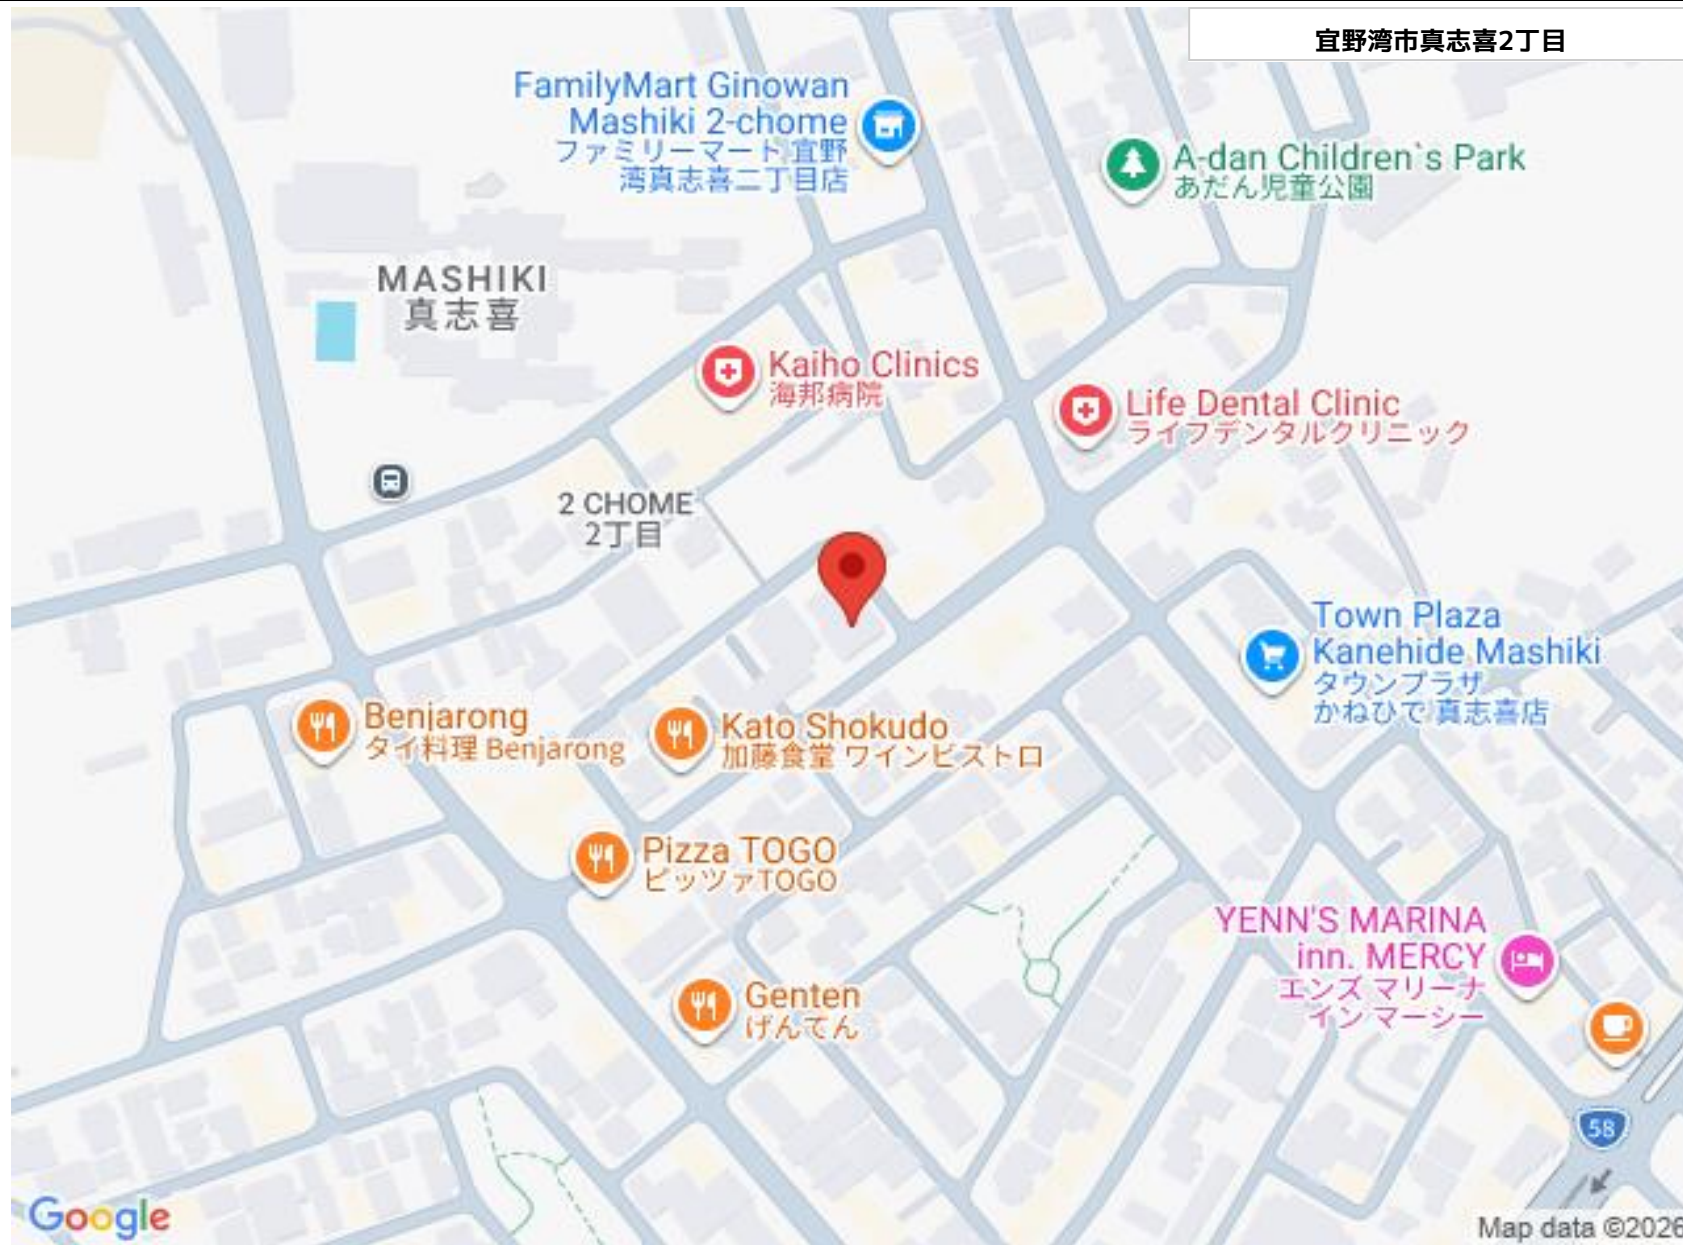 宜野湾市真志喜2丁目
FamilyMart Ginowan
Mashiki 2-chome
ファミリーマート 宜野
湾真志喜二丁目店
A-dan Children`s Park
あだん児童公園
MASHIKI
真志喜
Kaiho Clinics
海邦病院
Life Dental Clinic
ライフデンタルクリニック
2 CHOME
2丁目
Town Plaza
Kanehide Mashiki
タウンプラザ
かねひで 真志喜店
Benjarong
タイ料理 Benjarong
Kato Shokudo
加藤食堂 ワインビストロ
Pizza TOGO
ピッツァTOGO
YENN'S MARINA
inn. MERCY
エンズ マリーナ
イン マーシー
Genten
げんてん
58
Google
Map data ©2026